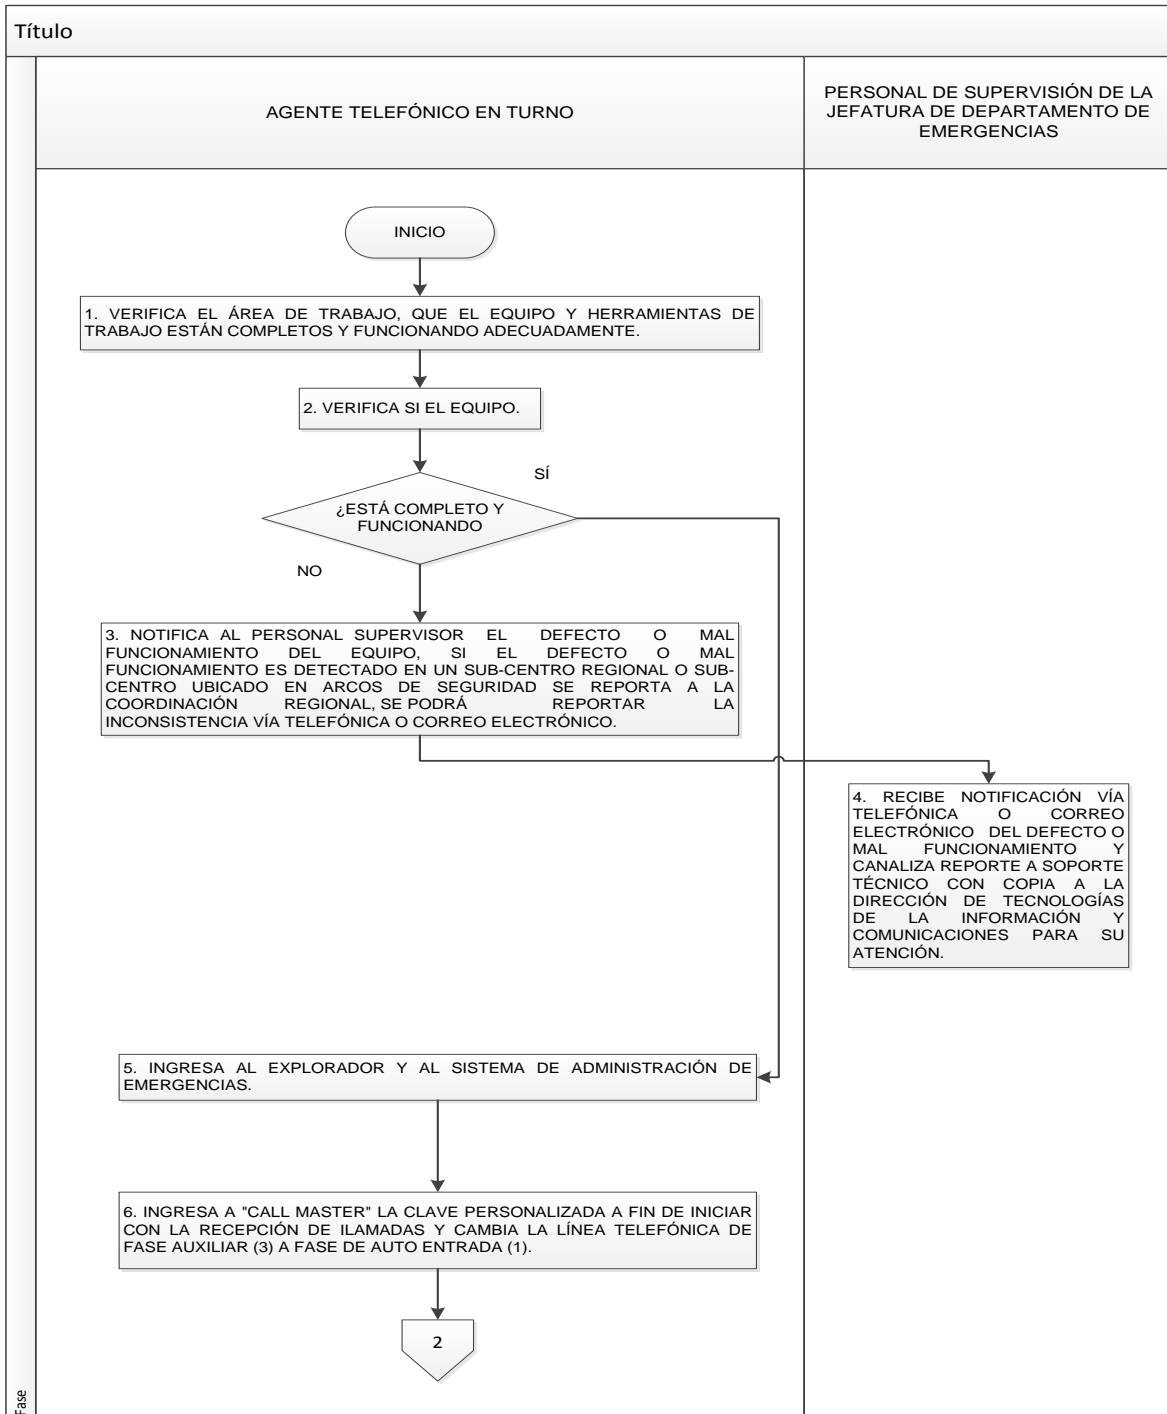 Título
AGENTE TELEFÓNICO EN TURNO
PERSONAL DE SUPERVISIÓN DE LA
JEFATURA DE DEPARTAMENTO DE
EMERGENCIAS
INICIO
1. VERIFICA EL ÁREA DE TRABAJO, QUE EL EQUIPO Y HERRAMIENTAS DE
TRABAJO ESTÁN COMPLETOS Y FUNCIONANDO ADECUADAMENTE.
2. VERIFICA SI EL EQUIPO.
SÍ
¿ESTÁ COMPLETO Y
FUNCIONANDO
NO
3. NOTIFICA AL PERSONAL SUPERVISOR EL DEFECTO O MAL
FUNCIONAMIENTO DEL EQUIPO, SI EL DEFECTO O MAL
FUNCIONAMIENTO ES DETECTADO EN UN SUB-CENTRO REGIONAL O SUB-
CENTRO UBICADO EN ARCOS DE SEGURIDAD SE REPORTA A LA
COORDINACIÓN REGIONAL, SE PODRÁ REPORTAR LA
INCONSISTENCIA VÍA TELEFÓNICA O CORREO ELECTRÓNICO.
4. RECIBE NOTIFICACIÓN VÍA
TELEFÓNICA O CORREO
ELECTRÓNICO DEL DEFECTO O
MAL FUNCIONAMIENTO Y
CANALIZA REPORTE A SOPORTE
TÉCNICO CON COPIA A LA
DIRECCIÓN DE TECNOLOGÍAS
DE LA INFORMACIÓN Y
COMUNICACIONES PARA SU
ATENCIÓN.
5. INGRESA AL EXPLORADOR Y AL SISTEMA DE ADMINISTRACIÓN DE
EMERGENCIAS.
6. INGRESA A "CALL MASTER" LA CLAVE PERSONALIZADA A FIN DE INICIAR
CON LA RECEPCIÓN DE lLAMADAS Y CAMBIA LA LÍNEA TELEFÓNICA DE
FASE AUXILIAR (3) A FASE DE AUTO ENTRADA (1).
2
Fase